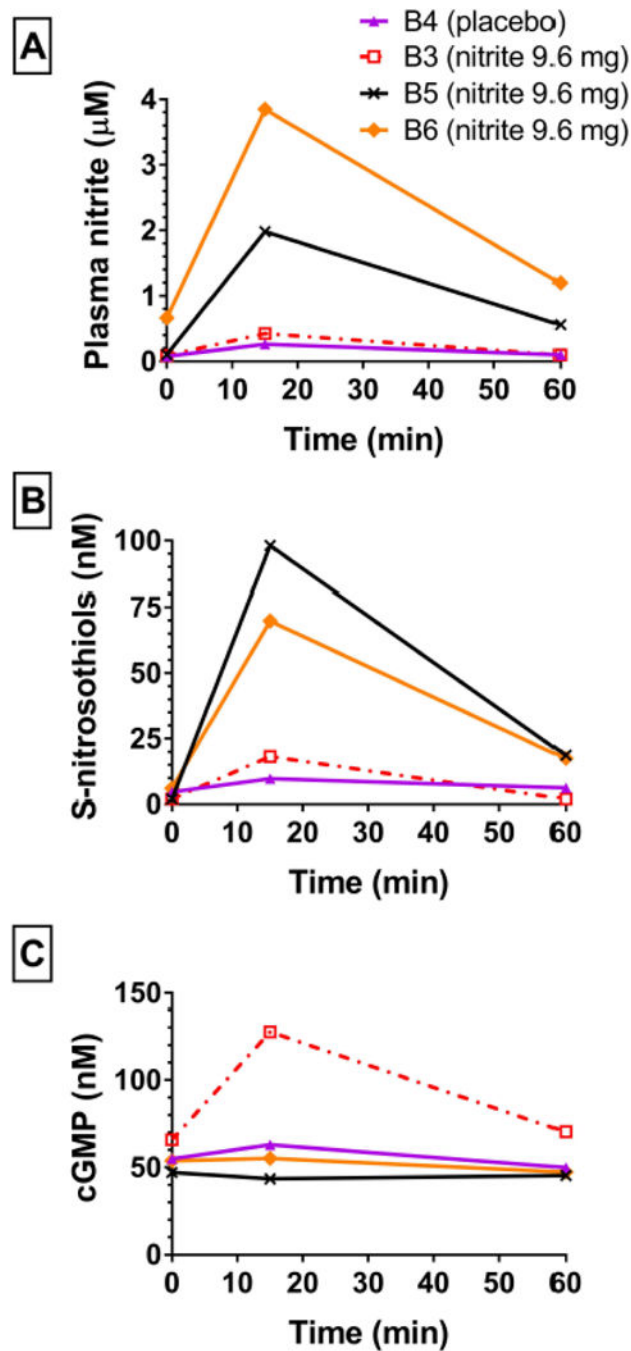 A
B4 (placebo)
B3 (nitrite 9.6 mg)
B5 (nitrite 9.6 mg)
B6 (nitrite 9.6 mg)
Plasma nitrite (μM)
4
3
2
1
0
0 10 20 30 40 50 60
Time (min)
B
S-nitrosothiols (nM)
100
75
50
25
0
0 10 20 30 40 50 60
Time (min)
C
cGMP (nM)
150
100
50
0
0 10 20 30 40 50 60
Time (min)